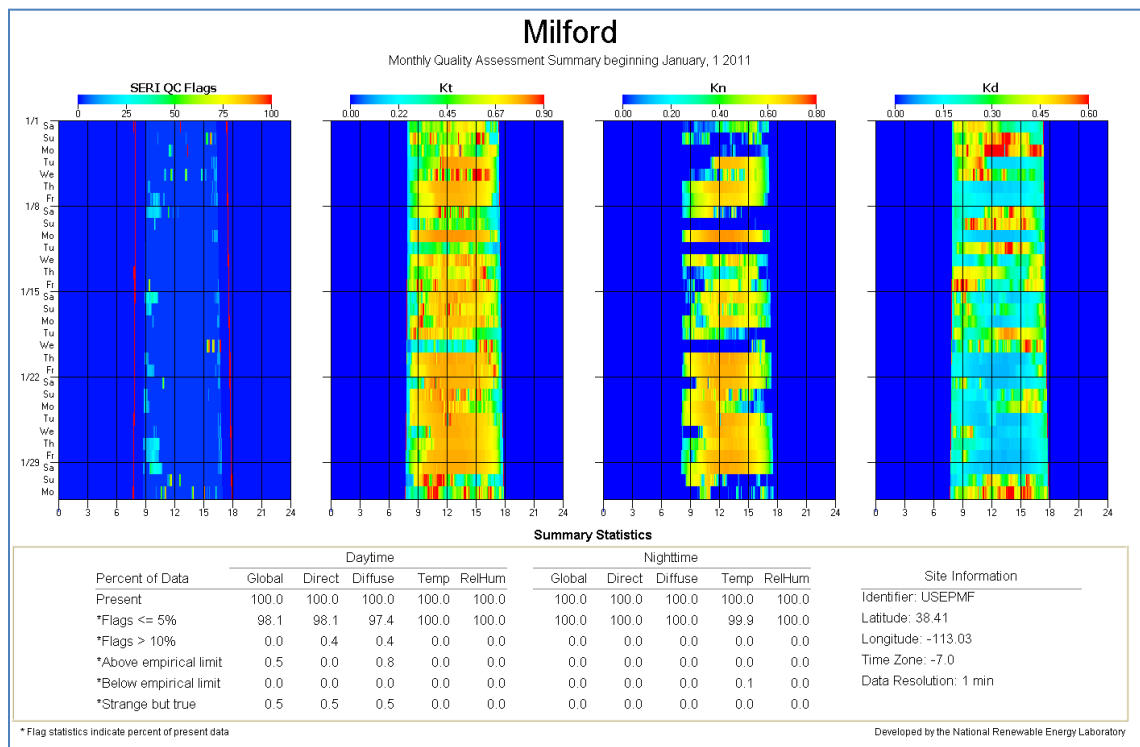 Milford
Monthly Quality Assessment Summary beginning January, 1 2011
SERI QC Flags
0 25 50 75 100
Kt
0.00 0.22 0.45 0.67 0.90
Kn
0.00 0.20 0.40 0.60 0.80
Kd
0.00 0.15 0.30 0.45 0.60
1/1
Sa
Su
Mo
Tu
We
Th
Fr
1/8
Sa
Su
Mo
Tu
We
Th
Fr
1/15
Sa
Su
Mo
Tu
We
Th
Fr
1/22
Sa
Su
Mo
Tu
We
Th
Fr
1/29
Sa
Su
Mo
0 3 6 9 12 15 18 21 24
0 3 6 9 12 15 18 21 24
0 3 6 9 12 15 18 21 24
0 3 6 9 12 15 18 21 24
Summary Statistics
Daytime Nighttime
Percent of Data Global Direct Diffuse Temp RelHum Global Direct Diffuse Temp RelHum
Present 100.0 100.0 100.0 100.0 100.0 100.0 100.0 100.0 100.0 100.0
*Flags <= 5% 98.1 98.1 97.4 100.0 100.0 100.0 100.0 100.0 99.9 100.0
*Flags > 10% 0.0 0.4 0.4 0.0 0.0 0.0 0.0 0.0 0.0 0.0
*Above empirical limit 0.5 0.0 0.8 0.0 0.0 0.0 0.0 0.0 0.0 0.0
*Below empirical limit 0.0 0.0 0.0 0.0 0.0 0.0 0.0 0.0 0.1 0.0
*Strange but true 0.5 0.5 0.5 0.0 0.0 0.0 0.0 0.0 0.0 0.0
Site Information
Identifier: USEPMF
Latitude: 38.41
Longitude: -113.03
Time Zone: -7.0
Data Resolution: 1 min
* Flag statistics indicate percent of present data
Developed by the National Renewable Energy Laboratory